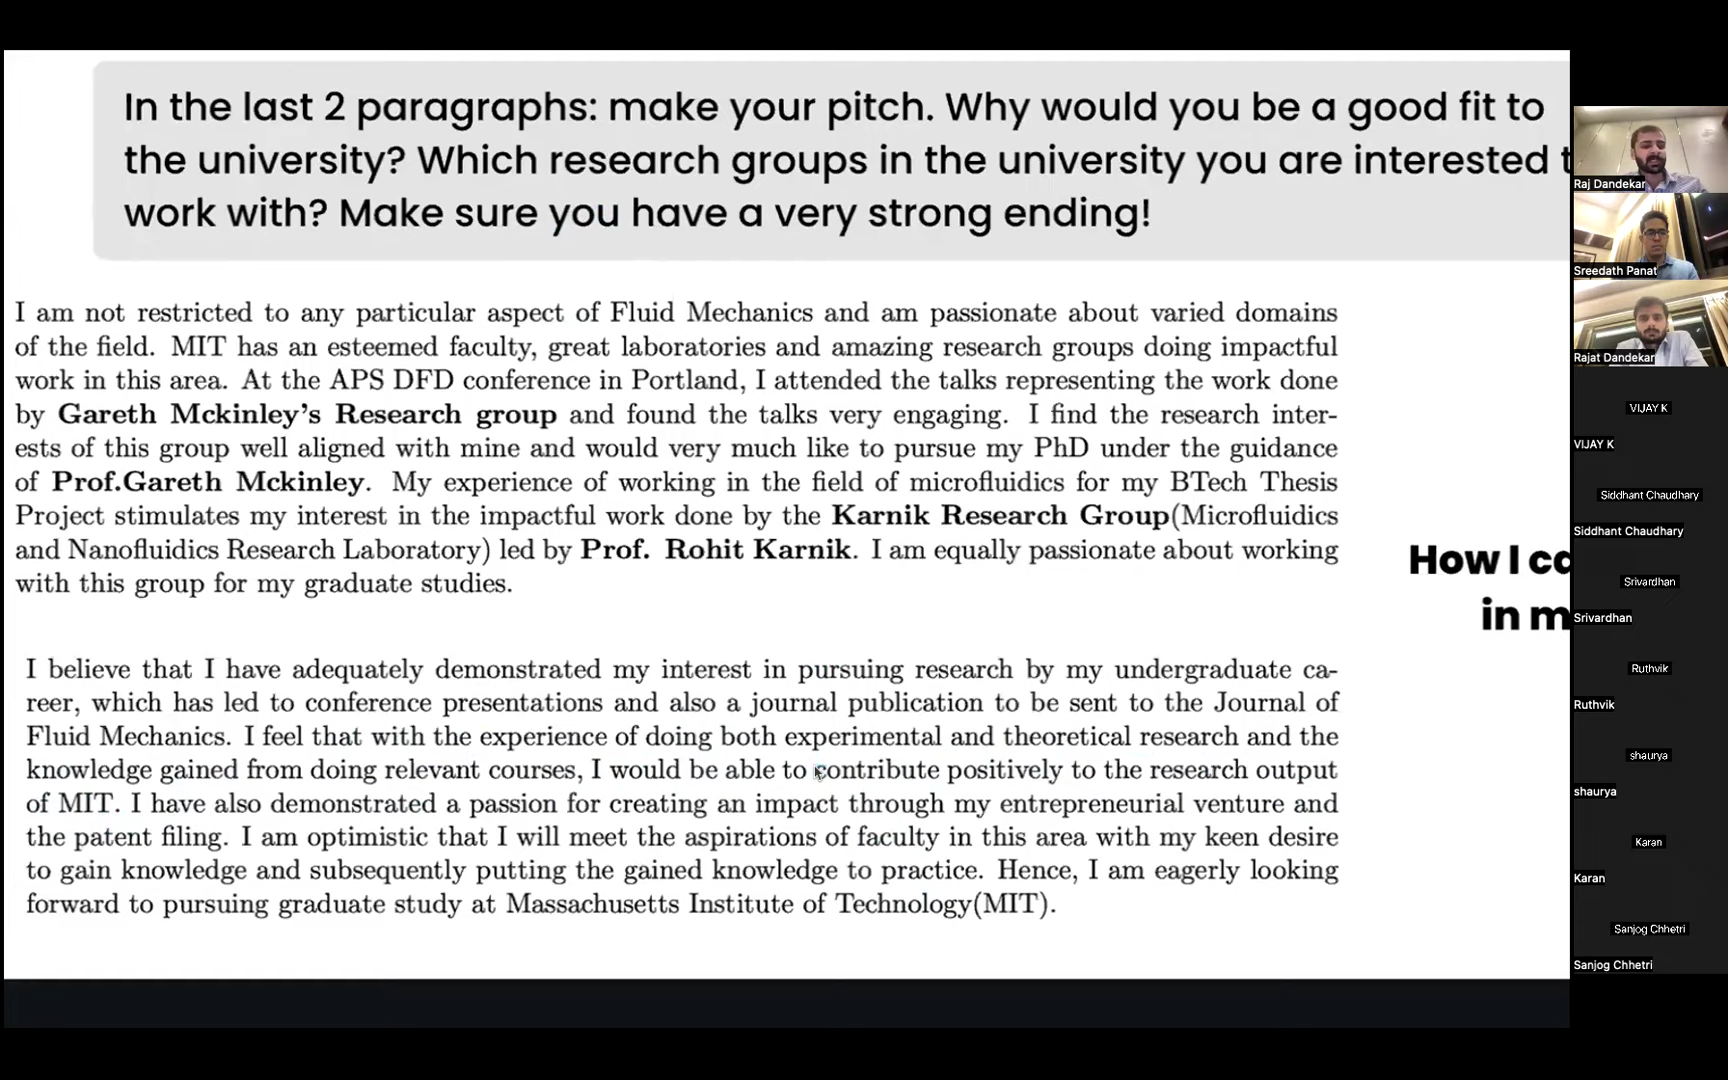 In the last 2 paragraphs: make your pitch. Why would you be a good fit to
the university? Which research groups in the university you are interested t
work with? Make sure you have a very strong ending!
I am not restricted to any particular aspect of Fluid Mechanics and am passionate about varied domains
of the field. MIT has an esteemed faculty, great laboratories and amazing research groups doing impactful
work in this area. At the APS DFD conference in Portland, I attended the talks representing the work done
by Gareth Mckinley's Research group and found the talks very engaging. I find the research inter-
ests of this group well aligned with mine and would very much like to pursue my PhD under the guidance
of Prof.Gareth Mckinley. My experience of working in the field of microfluidics for my BTech Thesis
Project stimulates my interest in the impactful work done by the Karnik Research Group(Microfluidics
and Nanofluidics Research Laboratory) led by Prof. Rohit Karnik. I am equally passionate about working
with this group for my graduate studies.
How I ca
in m
I believe that I have adequately demonstrated my interest in pursuing research by my undergraduate ca-
reer, which has led to conference presentations and also a journal publication to be sent to the Journal of
Fluid Mechanics. I feel that with the experience of doing both experimental and theoretical research and the
knowledge gained from doing relevant courses, I would be able to contribute positively to the research output
of MIT. I have also demonstrated a passion for creating an impact through my entrepreneurial venture and
the patent filing. I am optimistic that I will meet the aspirations of faculty in this area with my keen desire
to gain knowledge and subsequently putting the gained knowledge to practice. Hence, I am eagerly looking
forward to pursuing graduate study at Massachusetts Institute of Technology(MIT).
Raj Dandekar
Sreedath Panat
Rajat Dandekar
VIJAY K
VIJAY K
Siddhant Chaudhary
Siddhant Chaudhary
Srivardhan
Srivardhan
Ruthvik
Ruthvik
shaurya
shaurya
Karan
Karan
Sanjog Chhetri
Sanjog Chhetri